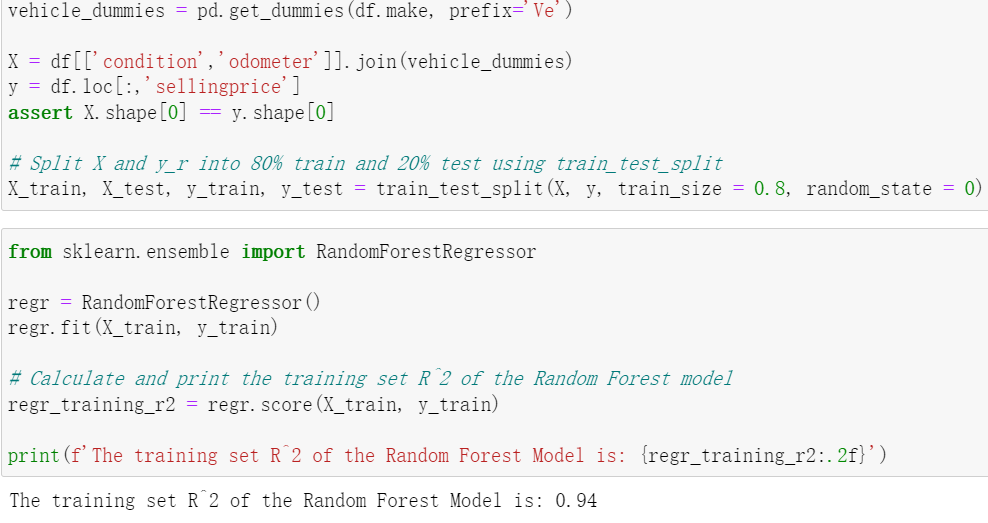 vehicle_dummies = pd.get_dummies(df.make, prefix='Ve')
X = df[['condition','odometer']].join(vehicle_dummies)
y = df.loc[:,'sellingprice']
assert X.shape[0] == y.shape[0]
# Split X and y_r into 80% train and 20% test using train_test_split
X_train, X_test, y_train, y_test = train_test_split(X, y, train_size = 0.8, random_state = 0)
from sklearn.ensemble import RandomForestRegressor
regr = RandomForestRegressor()
regr.fit(X_train, y_train)
# Calculate and print the training set R^2 of the Random Forest model
regr_training_r2 = regr.score(X_train, y_train)
print(f'The training set R^2 of the Random Forest Model is: {regr_training_r2:.2f}')
The training set R^2 of the Random Forest Model is: 0.94